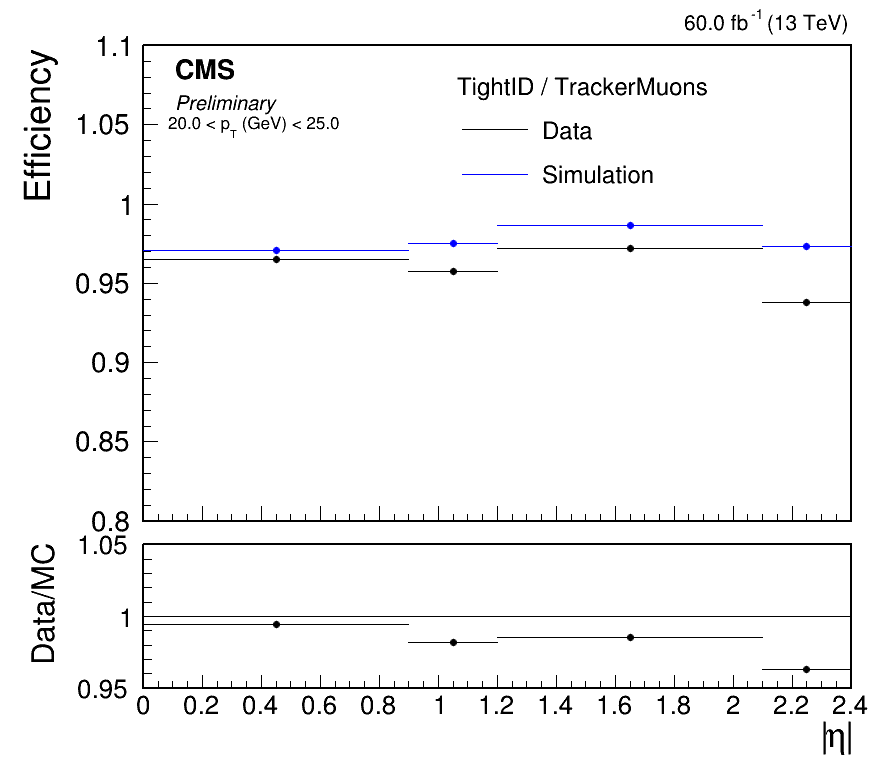 60.0 fb⁻¹ (13 TeV)
1.1
CMS
Preliminary
20.0 < p_T (GeV) < 25.0
TightID / TrackerMuons
Data
Simulation
Efficiency
1.05
1
0.95
0.9
0.85
0.8
1.05
Data/MC
1
0.95
0 0.2 0.4 0.6 0.8 1 1.2 1.4 1.6 1.8 2 2.2 2.4
|η|